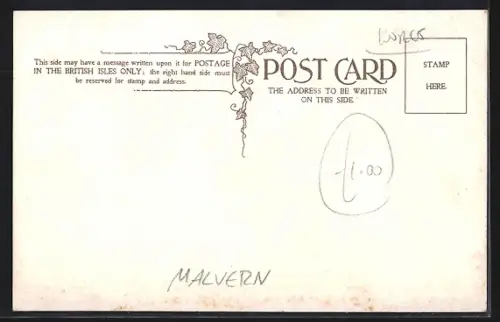 WORCS
This side may have a message written upon it for POSTAGE
IN THE BRITISH ISLES ONLY; the right hand side must
be reserved for stamp and address.
POST CARD
THE ADDRESS TO BE WRITTEN
ON THIS SIDE.
STAMP
HERE.
£1.00
MALVERN